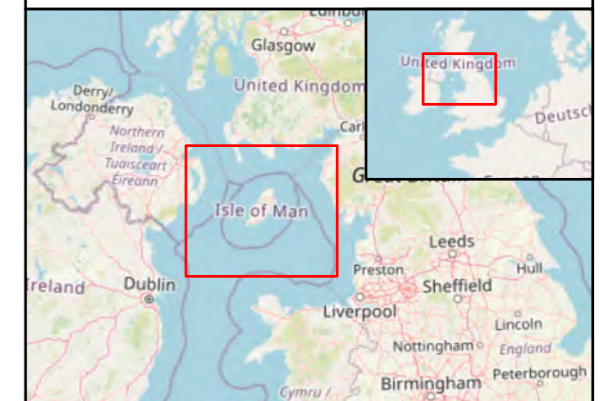 Glasgow
United Kingdom
Derry/
Londonderry
Northern
Ireland /
Tuaisceart
Éireann
Isle of Man
Ireland
Dublin
Leeds
Preston
Hull
Sheffield
Liverpool
Lincoln
Nottingham
England
Peterborough
Birmingham
Cymru /
United Kingdom
Deutsc